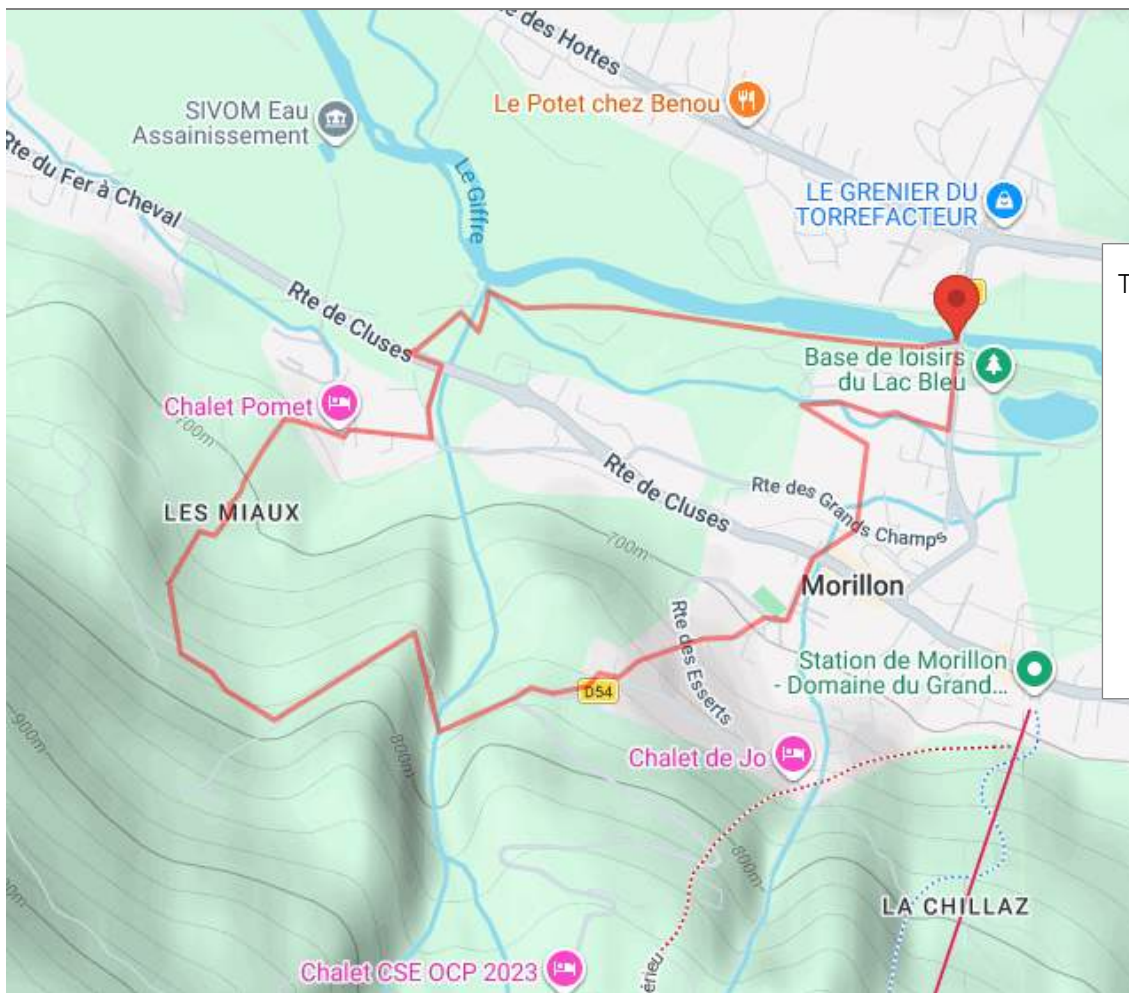 e des Hottes
Le Potet chez Benou
SIVOM Eau
Assainissement
Rte du Fer à Cheval
Le Giffre
LE GRENIER DU
TORREFACTEUR
T
Rte de Cluses
Base de loisirs
du Lac Bleu
Chalet Pomet
700m
LES MIAUX
Rte de Cluses
Rte des Grands Champs
700m
Morillon
Rte des Esserts
Station de Morillon
- Domaine du Grand...
D54
900m
800m
Chalet de Jo
800m
LA CHILLAZ
Chalet CSE OCP 2023
érieu